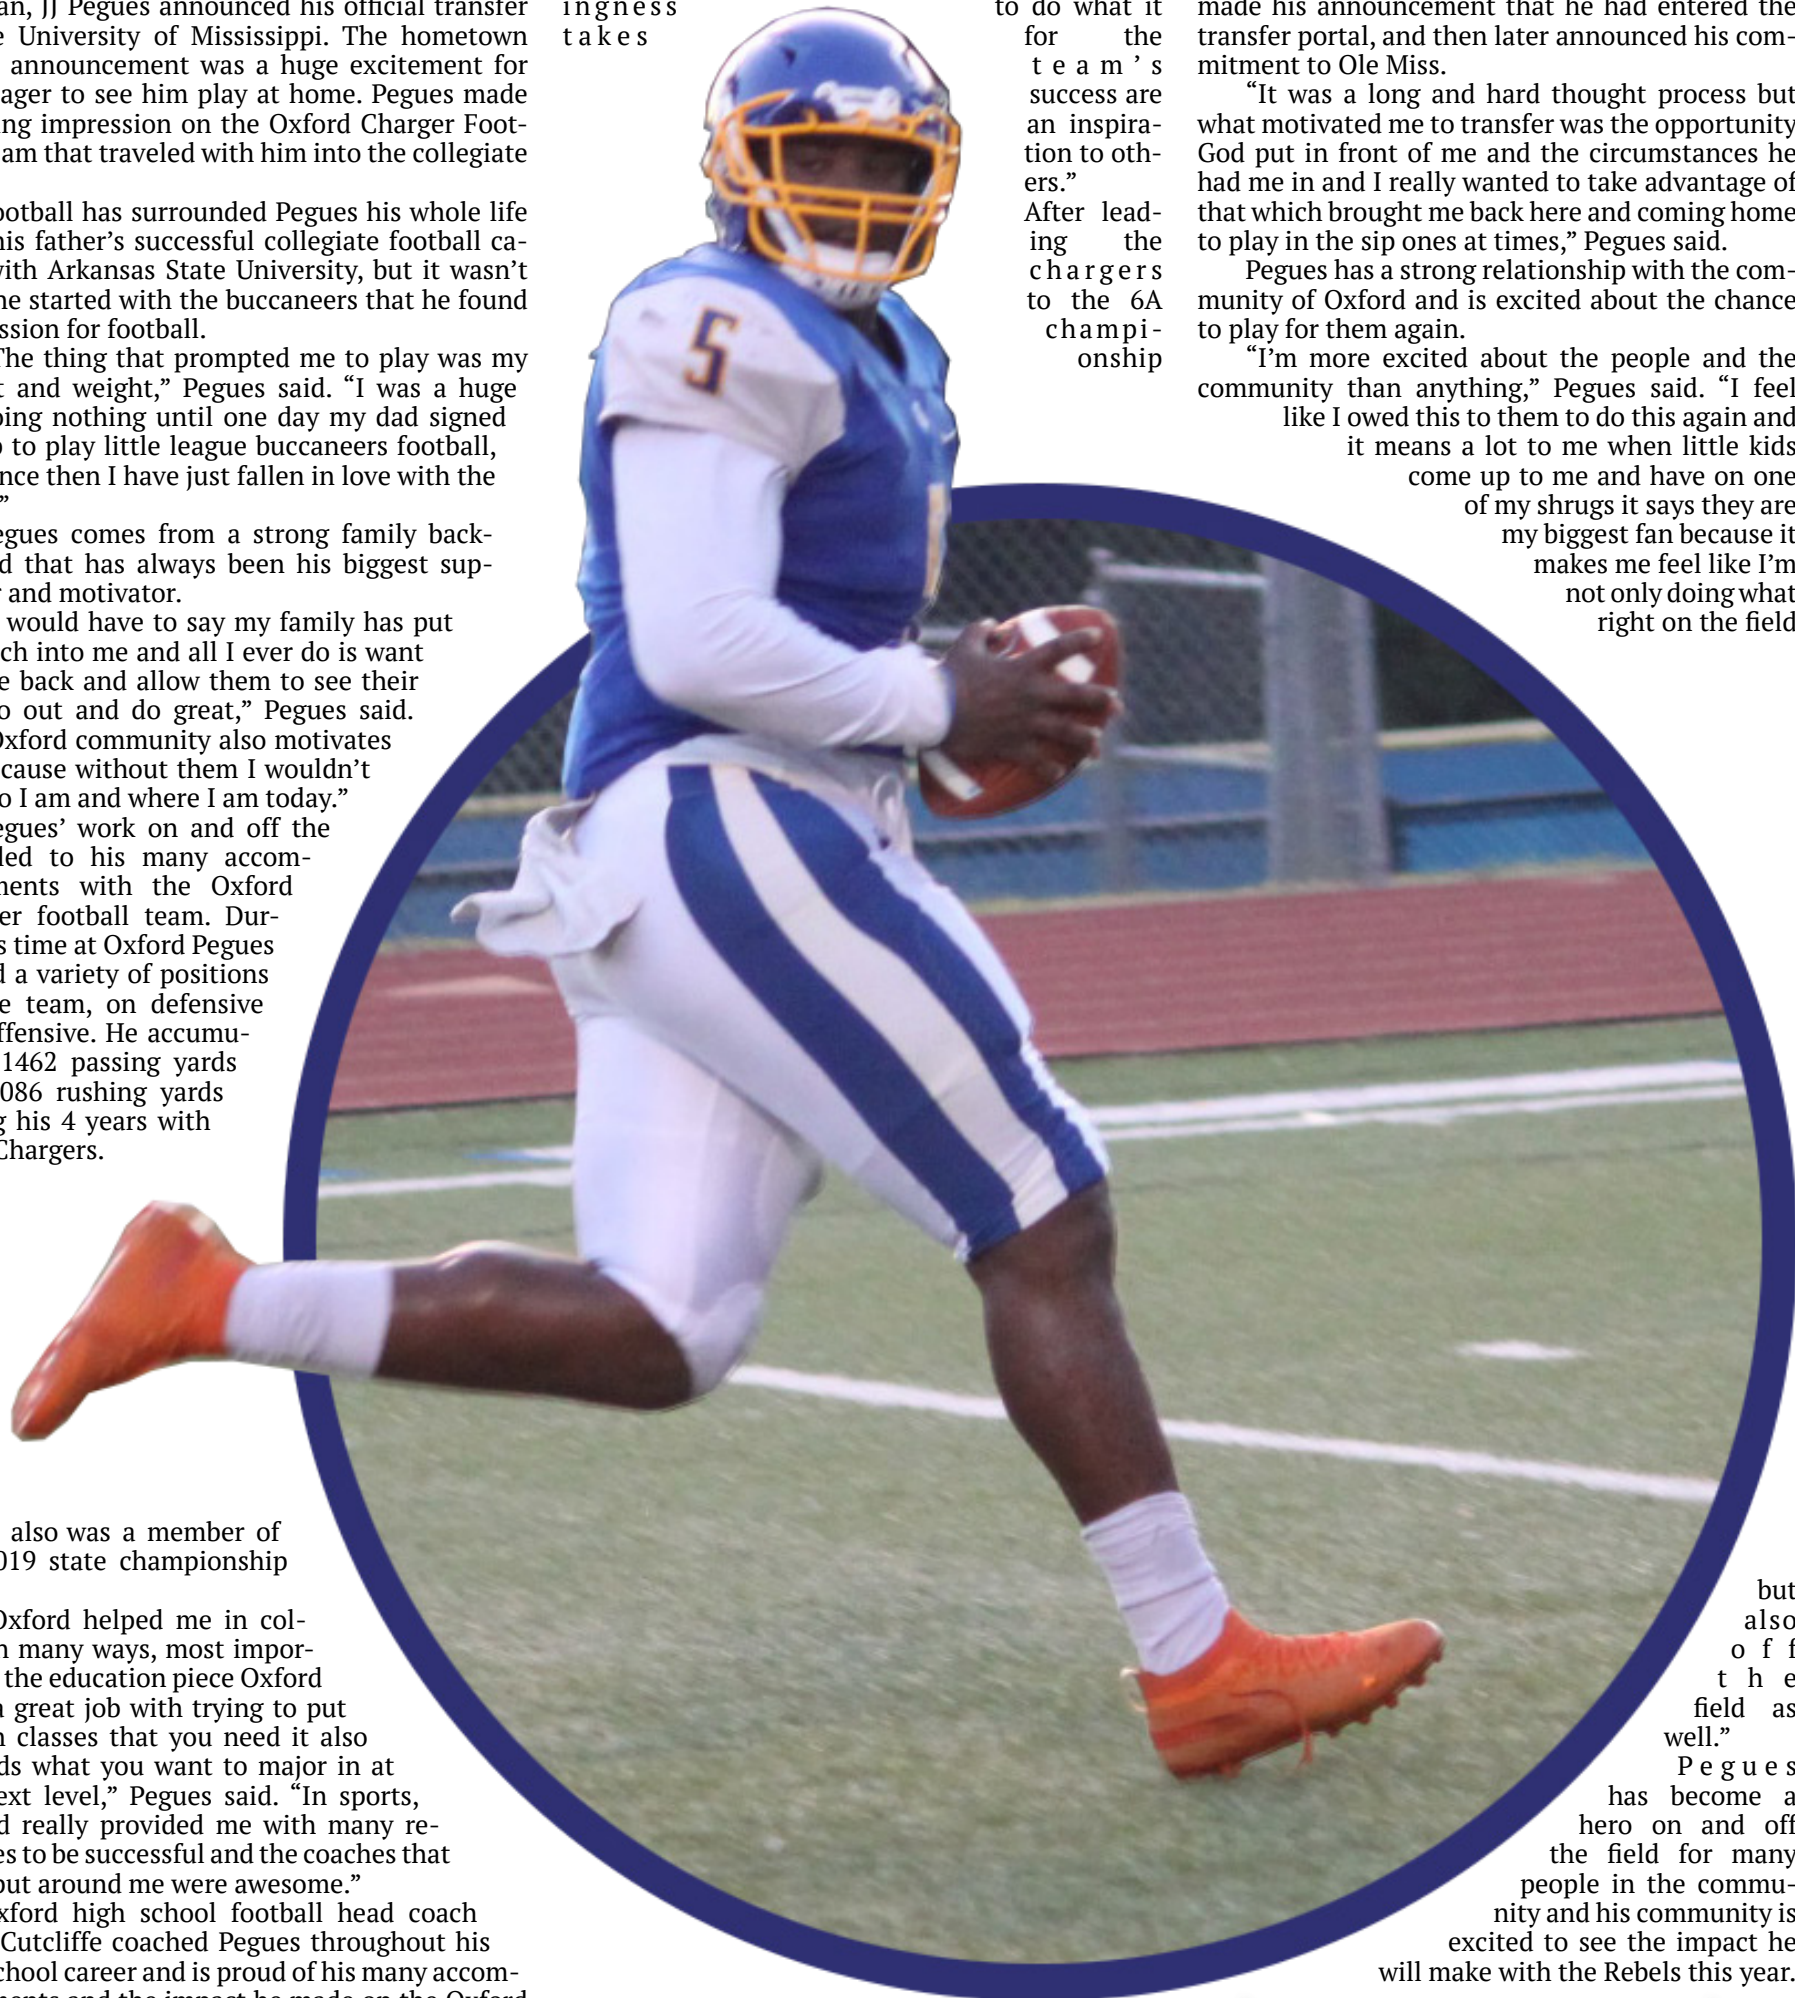 an, JJ Pegues announced his official transfer
e University of Mississippi. The hometown
announcement was a huge excitement for
ager to see him play at home. Pegues made
ng impression on the Oxford Charger Foot-
am that traveled with him into the collegiate
ootball has surrounded Pegues his whole life
his father's successful collegiate football ca-
with Arkansas State University, but it wasn't
he started with the buccaneers that he found
ssion for football.
The thing that prompted me to play was my
t and weight,” Pegues said. “I was a huge
oing nothing until one day my dad signed
p to play little league buccaneers football,
nce then I have just fallen in love with the
”
egues comes from a strong family back-
d that has always been his biggest sup-
r and motivator.
would have to say my family has put
ch into me and all I ever do is want
e back and allow them to see their
o out and do great,” Pegues said.
Oxford community also motivates
cause without them I wouldn't
o I am and where I am today.”
egues’ work on and off the
led to his many accom-
ments with the Oxford
er football team. Dur-
s time at Oxford Pegues
d a variety of positions
e team, on defensive
ffensive. He accumu-
1462 passing yards
086 rushing yards
g his 4 years with
Chargers.
also was a member of
019 state championship
Oxford helped me in col-
n many ways, most impor-
the education piece Oxford
a great job with trying to put
n classes that you need it also
ds what you want to major in at
ext level,” Pegues said. “In sports,
d really provided me with many re-
es to be successful and the coaches that
put around me were awesome.”
xford high school football head coach
Cutcliffe coached Pegues throughout his
chool career and is proud of his many accom-
ments and the impact he made on the Oxford
ingness
takes
to do what it
for the
team’s
success are
an inspira-
tion to oth-
ers.”
After lead-
ing the
chargers
to the 6A
champi-
onship
5
made his announcement that he had entered the
transfer portal, and then later announced his com-
mitment to Ole Miss.
“It was a long and hard thought process but
what motivated me to transfer was the opportunity
God put in front of me and the circumstances he
had me in and I really wanted to take advantage of
that which brought me back here and coming home
to play in the sip ones at times,” Pegues said.
Pegues has a strong relationship with the com-
munity of Oxford and is excited about the chance
to play for them again.
“I’m more excited about the people and the
community than anything,” Pegues said. “I feel
like I owed this to them to do this again and
it means a lot to me when little kids
come up to me and have on one
of my shrugs it says they are
my biggest fan because it
makes me feel like I’m
not only doing what
right on the field
but
also
off
the
field as
well.”
Pegues
has become a
hero on and off
the field for many
people in the commu-
nity and his community is
excited to see the impact he
will make with the Rebels this year.